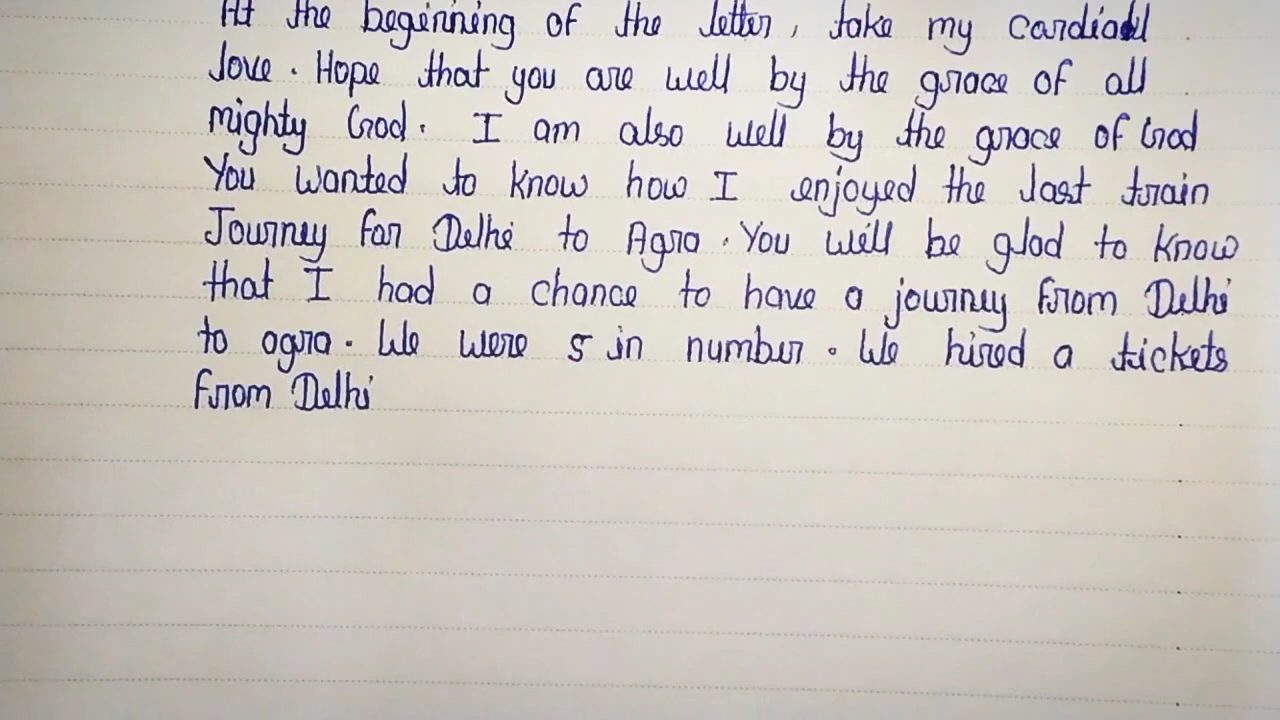 At the beginning of the letter, take my cardial
love. Hope that you are well by the grace of all
mighty God. I am also well by the grace of God
You wanted to know how I enjoyed the last train
Journey far Delhi to Agra. You will be glad to know
that I had a chance to have a journey from Delhi
to agra. We were 5 in number. We hired a tickets
from Delhi